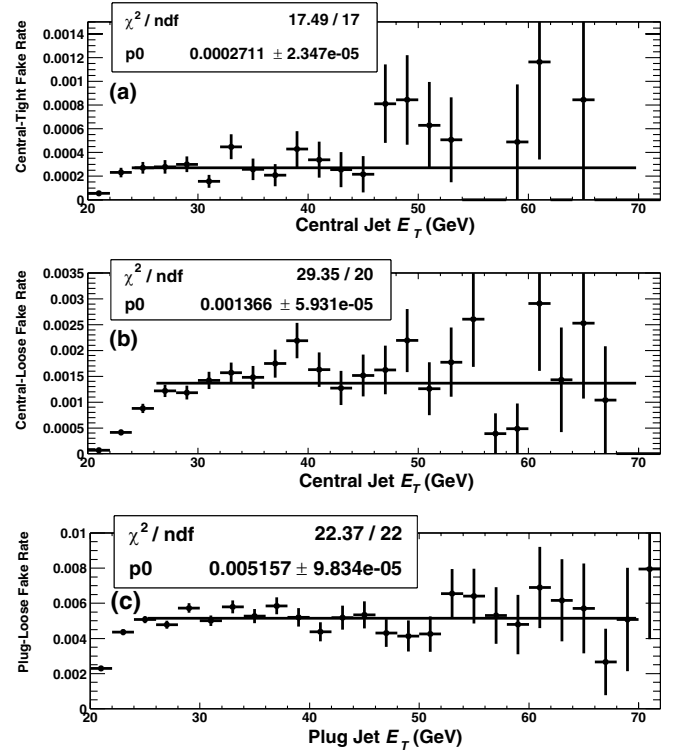 χ² / ndf 17.49 / 17
p0 0.0002711 ± 2.347e-05
(a)
Central-Tight Fake Rate
0.0014
0.0012
0.001
0.0008
0.0006
0.0004
0.0002
0
20 30 40 50 60 70
Central Jet E_T (GeV)
χ² / ndf 29.35 / 20
p0 0.001366 ± 5.931e-05
(b)
Central-Loose Fake Rate
0.0035
0.003
0.0025
0.002
0.0015
0.001
0.0005
0
20 30 40 50 60 70
Central Jet E_T (GeV)
χ² / ndf 22.37 / 22
p0 0.005157 ± 9.834e-05
(c)
Plug-Loose Fake Rate
0.01
0.008
0.006
0.004
0.002
0
20 30 40 50 60 70
Plug Jet E_T (GeV)